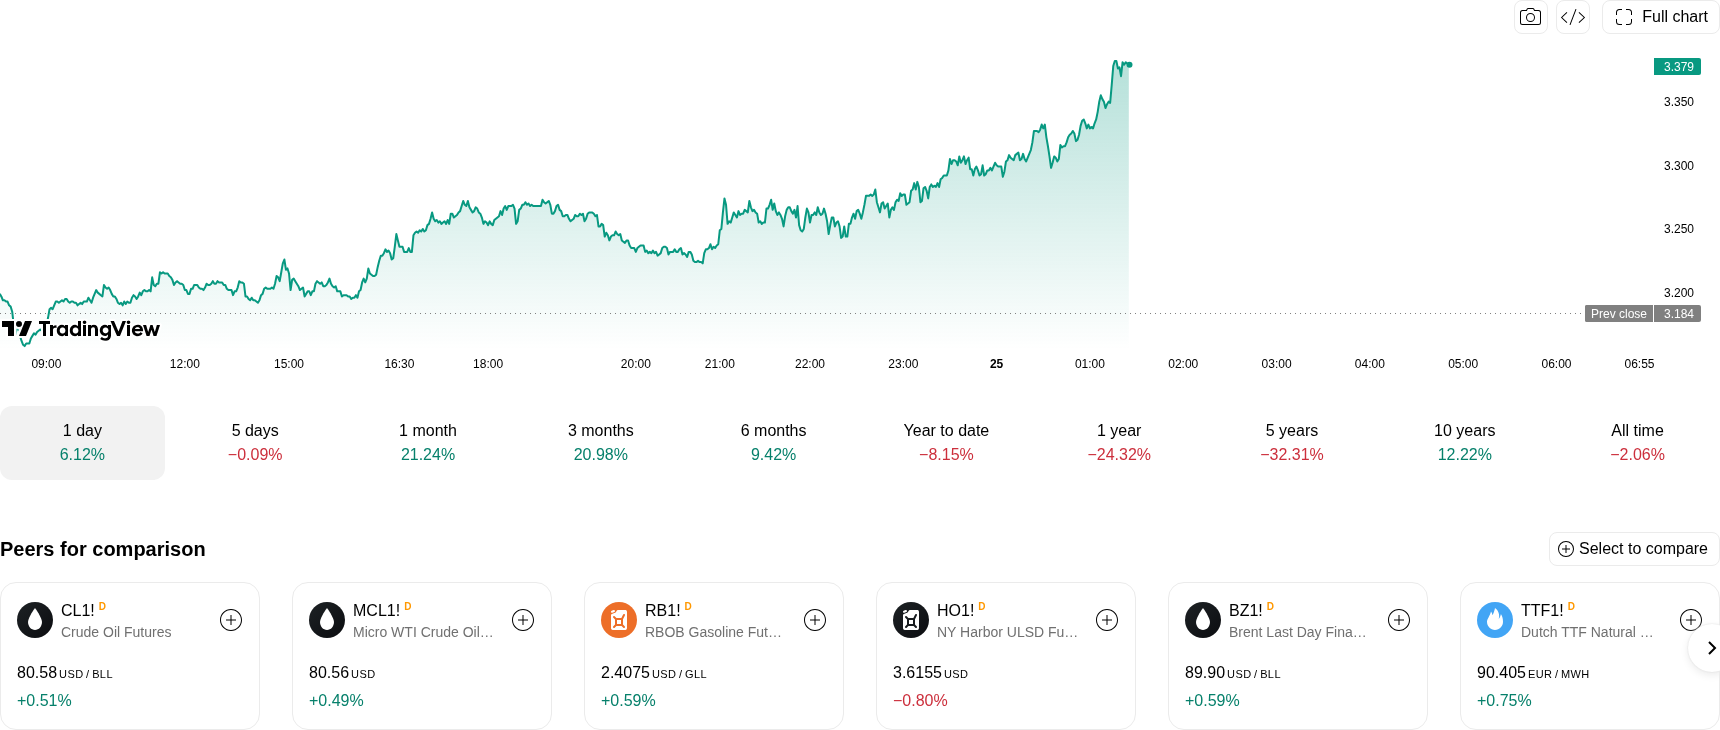 Full chart
3.379
3.350
3.300
3.250
3.200
Prev close 3.184
TradingView
09:00 12:00 15:00 16:30 18:00 20:00 21:00 22:00 23:00 25 01:00 02:00 03:00 04:00 05:00 06:00 06:55
1 day 5 days 1 month 3 months 6 months Year to date 1 year 5 years 10 years All time
6.12% −0.09% 21.24% 20.98% 9.42% −8.15% −24.32% −32.31% 12.22% −2.06%
Peers for comparison
Select to compare
CL1! D
Crude Oil Futures
80.58 USD / BLL
+0.51%
MCL1! D
Micro WTI Crude Oil…
80.56 USD
+0.49%
RB1! D
RBOB Gasoline Fut…
2.4075 USD / GLL
+0.59%
HO1! D
NY Harbor ULSD Fu…
3.6155 USD
−0.80%
BZ1! D
Brent Last Day Fina…
89.90 USD / BLL
+0.59%
TTF1! D
Dutch TTF Natural …
90.405 EUR / MWH
+0.75%